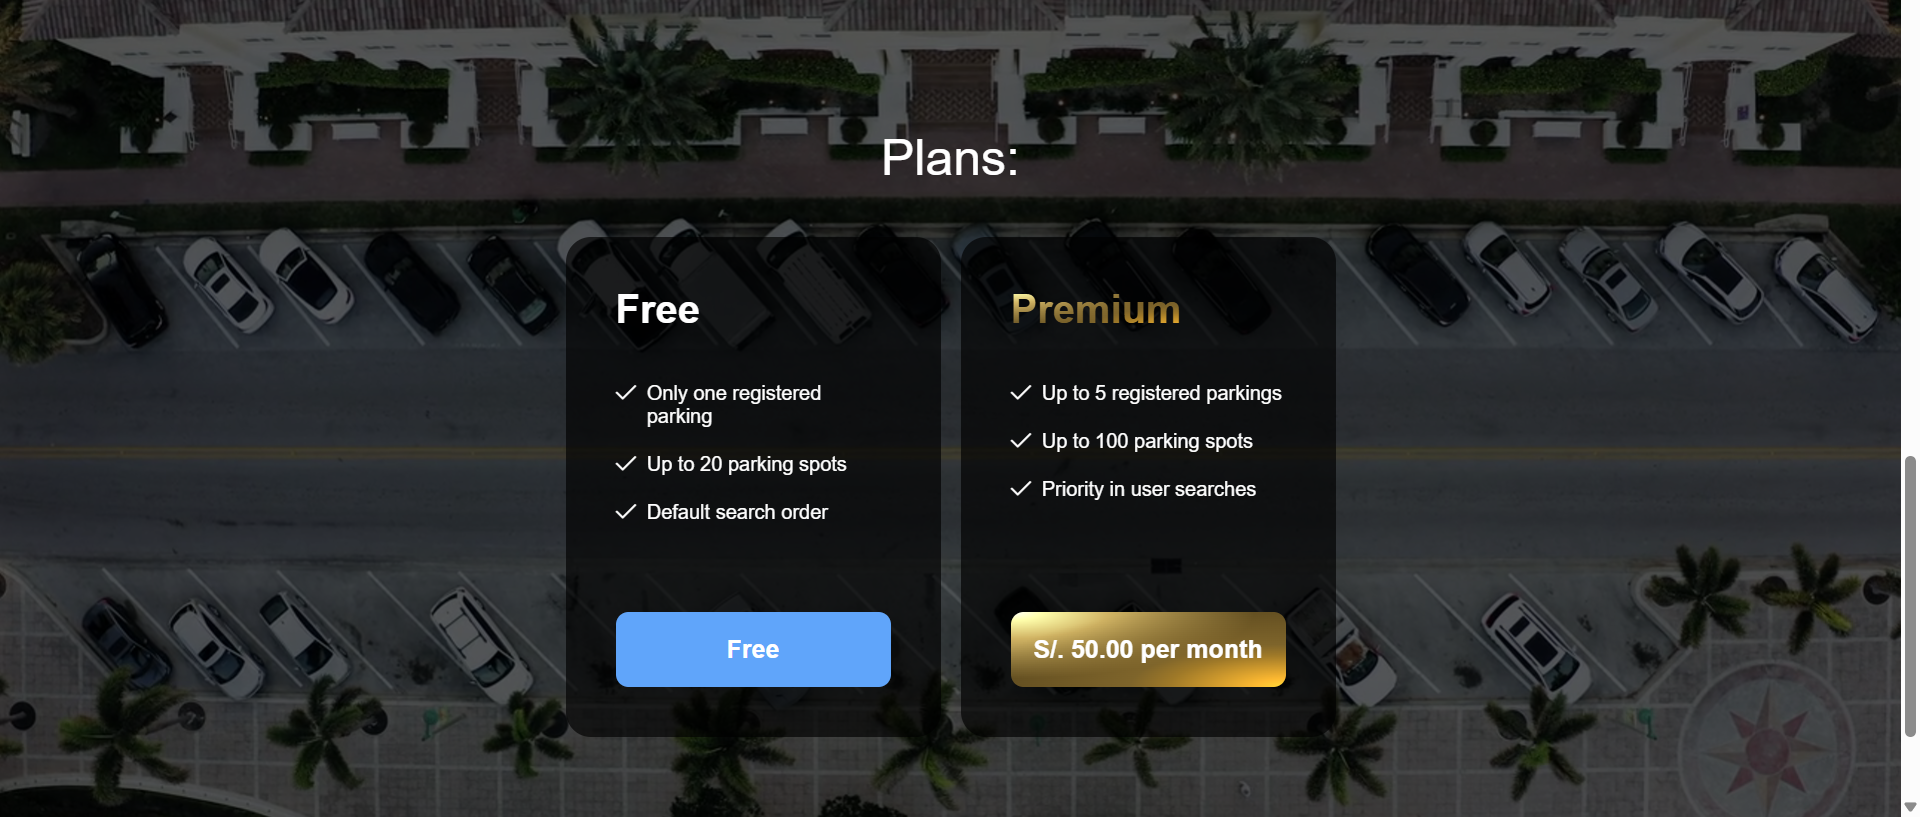 Plans:
Free
Only one registered
parking
Up to 20 parking spots
Default search order
Free
Premium
Up to 5 registered parkings
Up to 100 parking spots
Priority in user searches
S/. 50.00 per month